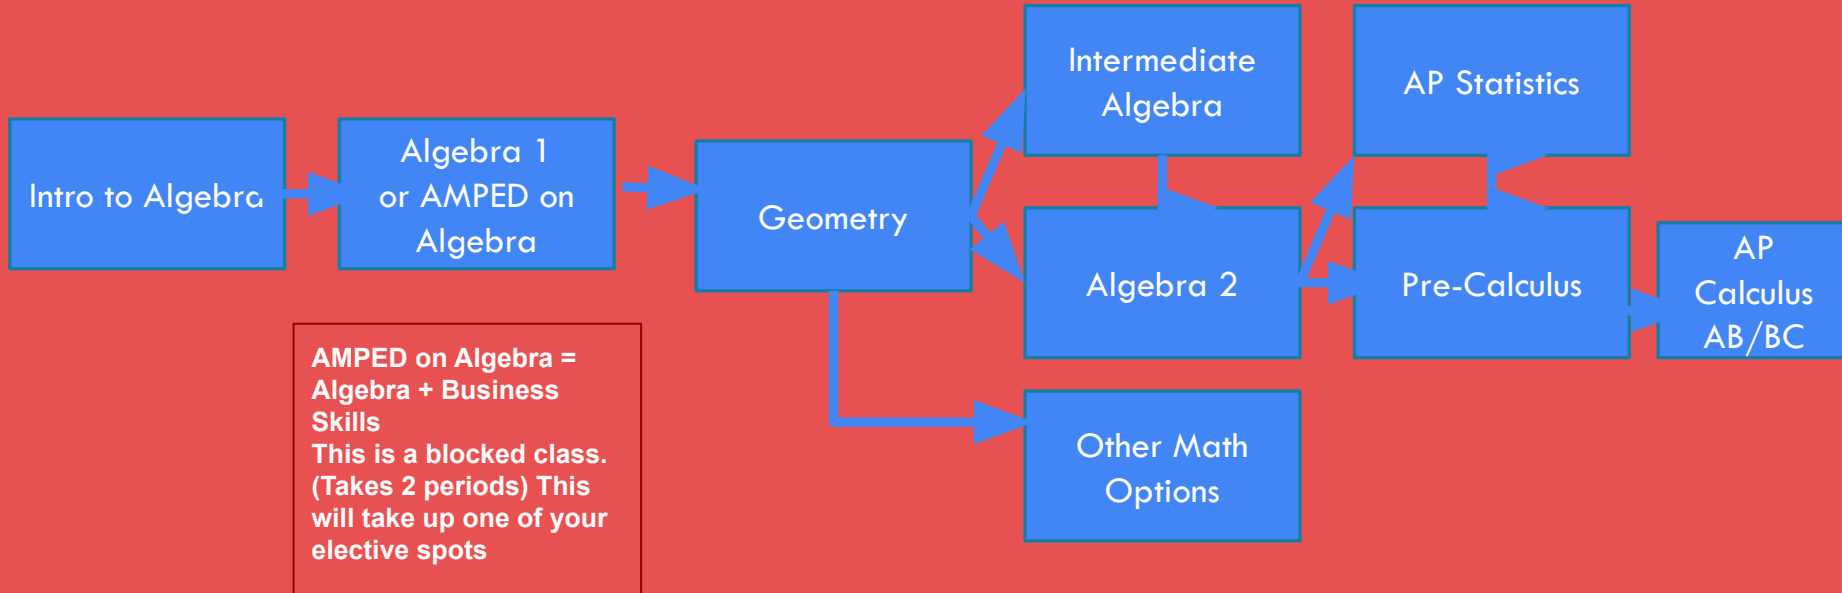 Intro to Algebra
Algebra 1
or AMPED on
Algebra
Geometry
Intermediate
Algebra
Algebra 2
Other Math
Options
AP Statistics
Pre-Calculus
AP
Calculus
AB/BC
AMPED on Algebra =
Algebra + Business
Skills
This is a blocked class.
(Takes 2 periods) This
will take up one of your
elective spots